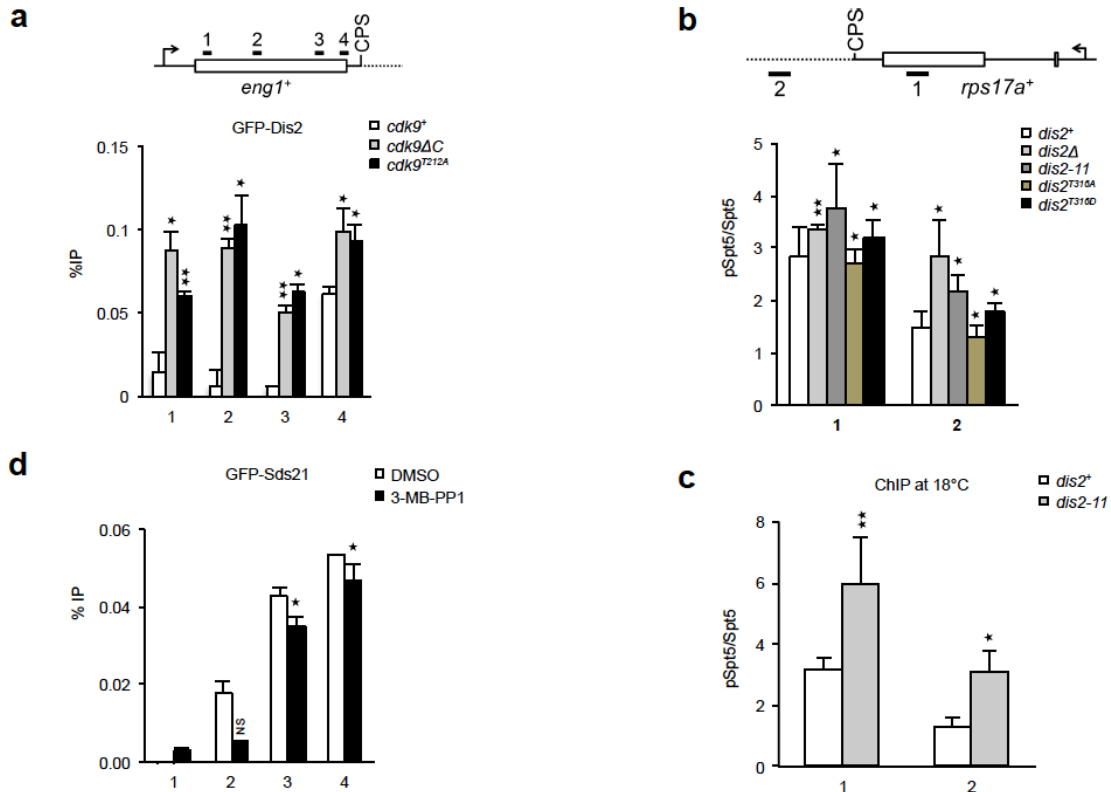 a
1 2 3 4 CPS
eng1+
GFP-Dis2
cdk9+
cdk9ΔC
cdk9T212A
0.15
0.1
0.05
0
%IP
★ ★★ ★★ ★ ★★ ★ ★ ★
1 2 3 4
b
CPS
2 1 rps17a+
dis2+
dis2Δ
dis2-11
dis2T316A
dis2T316D
5
4
3
2
1
0
pSpt5/Spt5
★★ ★ ★ ★ ★ ★ ★ ★
1 2
d
GFP-Sds21
DMSO
3-MB-PP1
0.06
0.04
0.02
0.00
% IP
NS ★ ★
1 2 3 4
c
ChIP at 18°C
dis2+
dis2-11
8
6
4
2
0
pSpt5/Spt5
★★ ★
1 2